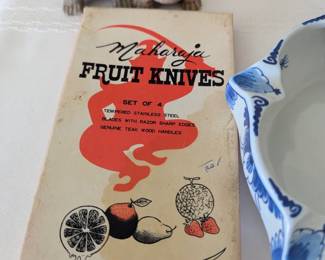 Maharaja
FRUIT KNIVES
SET OF 4
TEMPERED STAINLESS STEEL
BLADES WITH RAZOR SHARP EDGES
GENUINE TEAK WOOD HANDLES